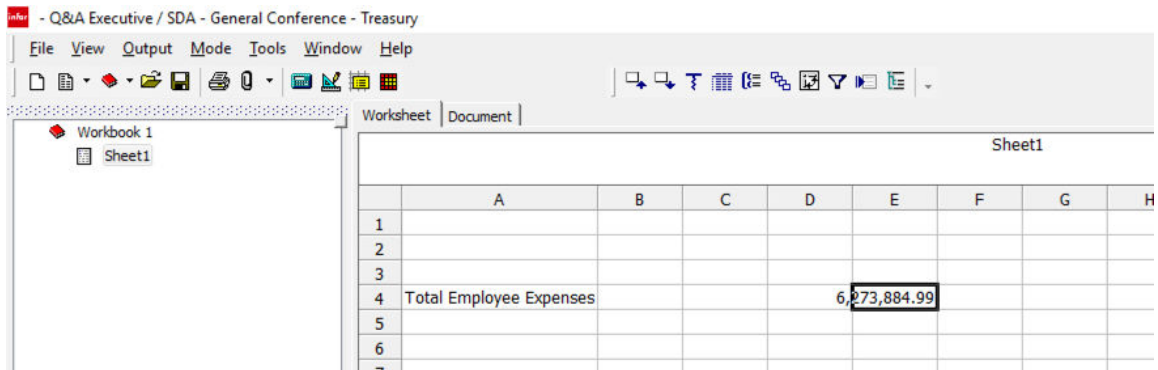 infor - Q&A Executive / SDA - General Conference - Treasury
File View Output Mode Tools Window Help
Worksheet Document
Workbook 1
Sheet1
Sheet1
A B C D E F G H
1
2
3
4 Total Employee Expenses 6,273,884.99
5
6
7